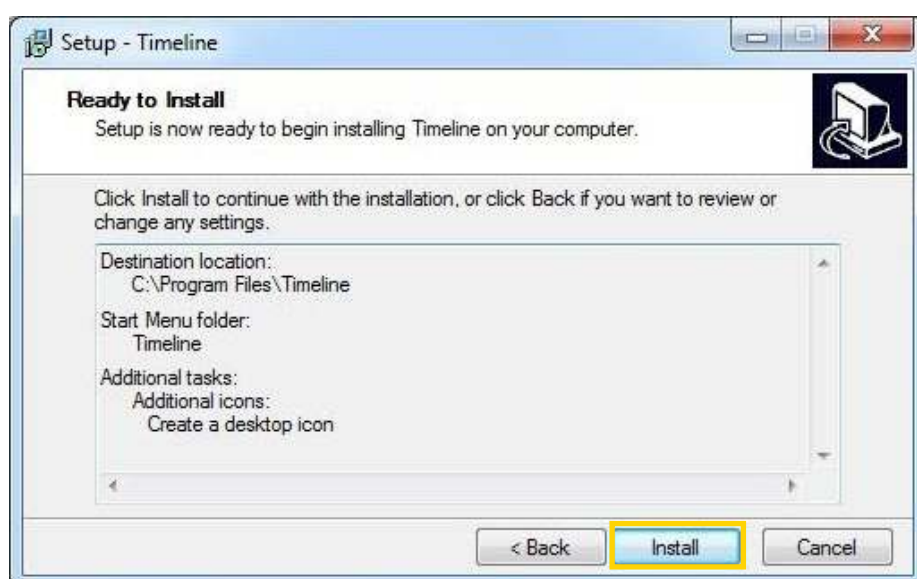 Setup - Timeline
Ready to Install
Setup is now ready to begin installing Timeline on your computer.
Click Install to continue with the installation, or click Back if you want to review or
change any settings.
Destination location:
C:\Program Files\Timeline
Start Menu folder:
Timeline
Additional tasks:
Additional icons:
Create a desktop icon
< Back Install Cancel